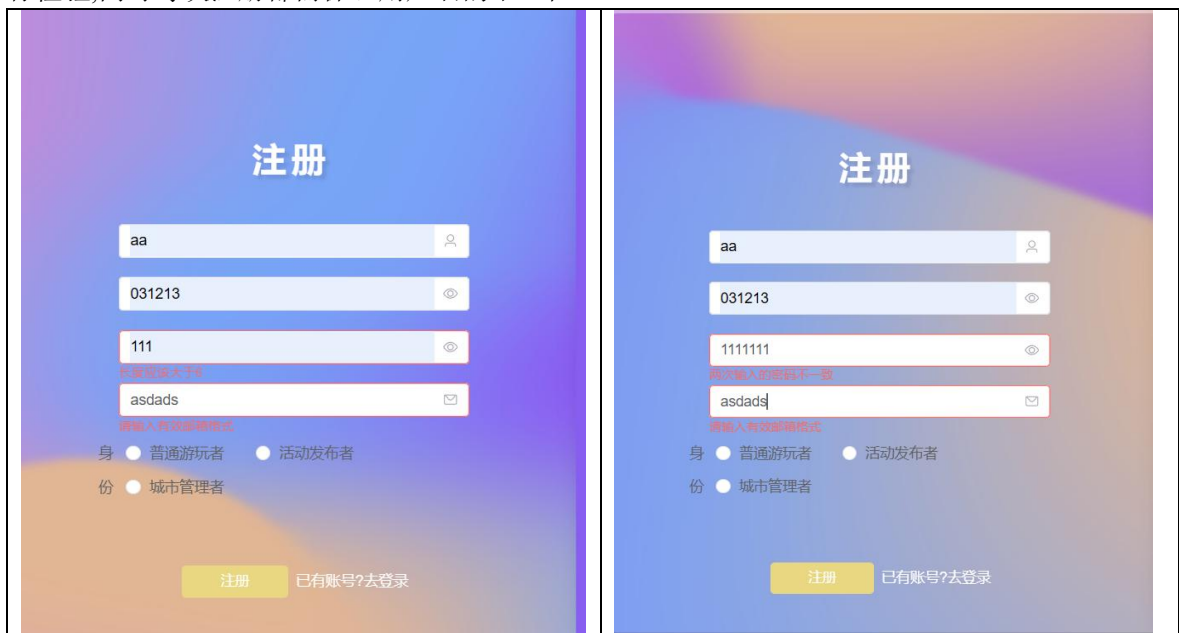 注册
aa
031213
111
长度应该大于6
asdads
请输入有效邮箱格式
身 普通游玩者 活动发布者
份 城市管理者
注册 已有账号?去登录
注册
aa
031213
1111111
两次输入的密码不一致
asdads
请输入有效邮箱格式
身 普通游玩者 活动发布者
份 城市管理者
注册 已有账号?去登录